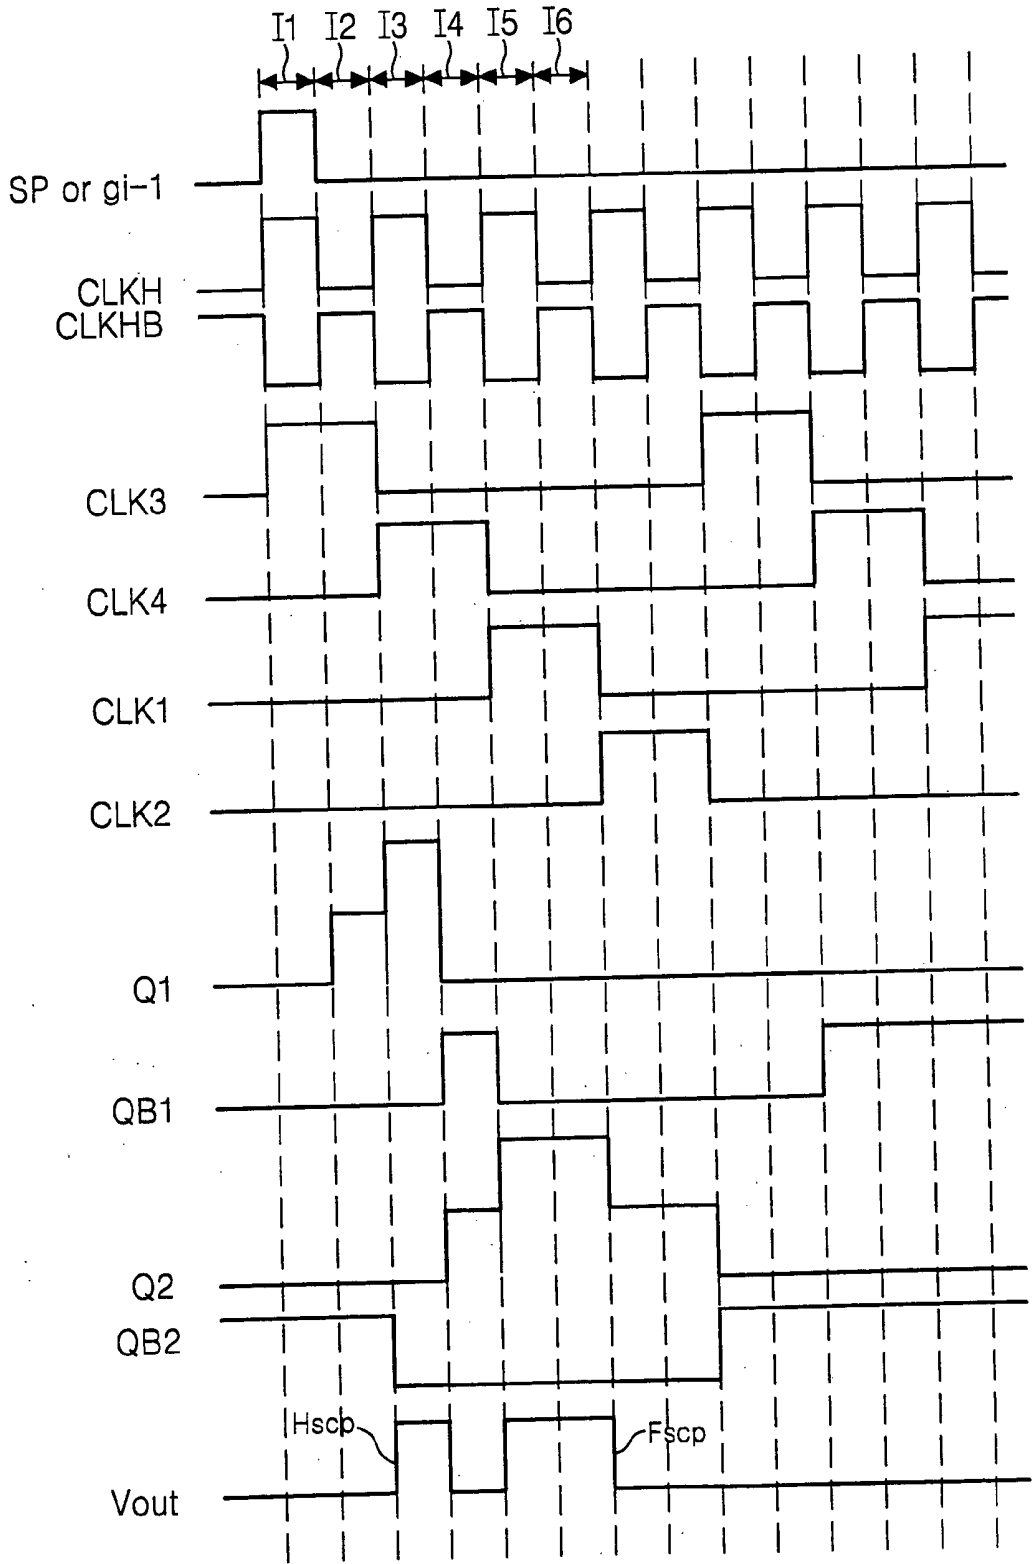 I1 I2 I3 I4 I5 I6
SP or gi-1
CLKH
CLKHB
CLK3
CLK4
CLK1
CLK2
Q1
QB1
Q2
QB2
Hscp
Fscp
Vout